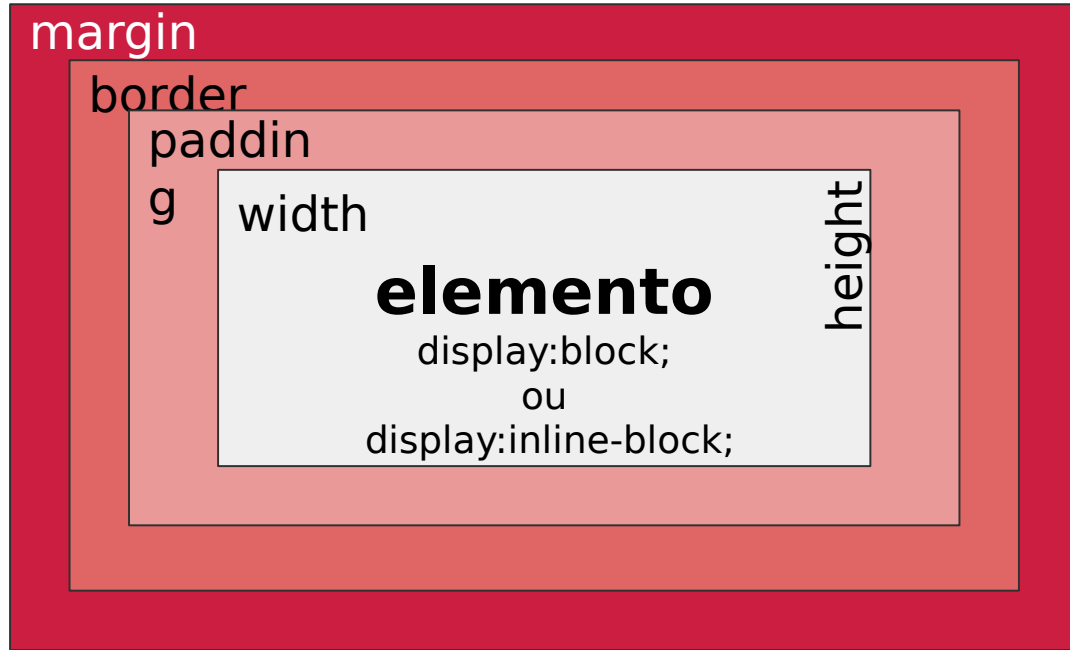 margin
border
paddin
g
width
height
elemento
display:block;
ou
display:inline-block;